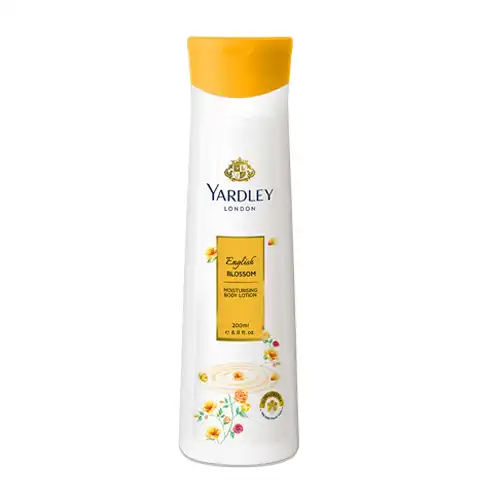 YARDLEY
LONDON
English
BLOSSOM
MOISTURISING
BODY LOTION
200ml
e 6.8 fl. oz.